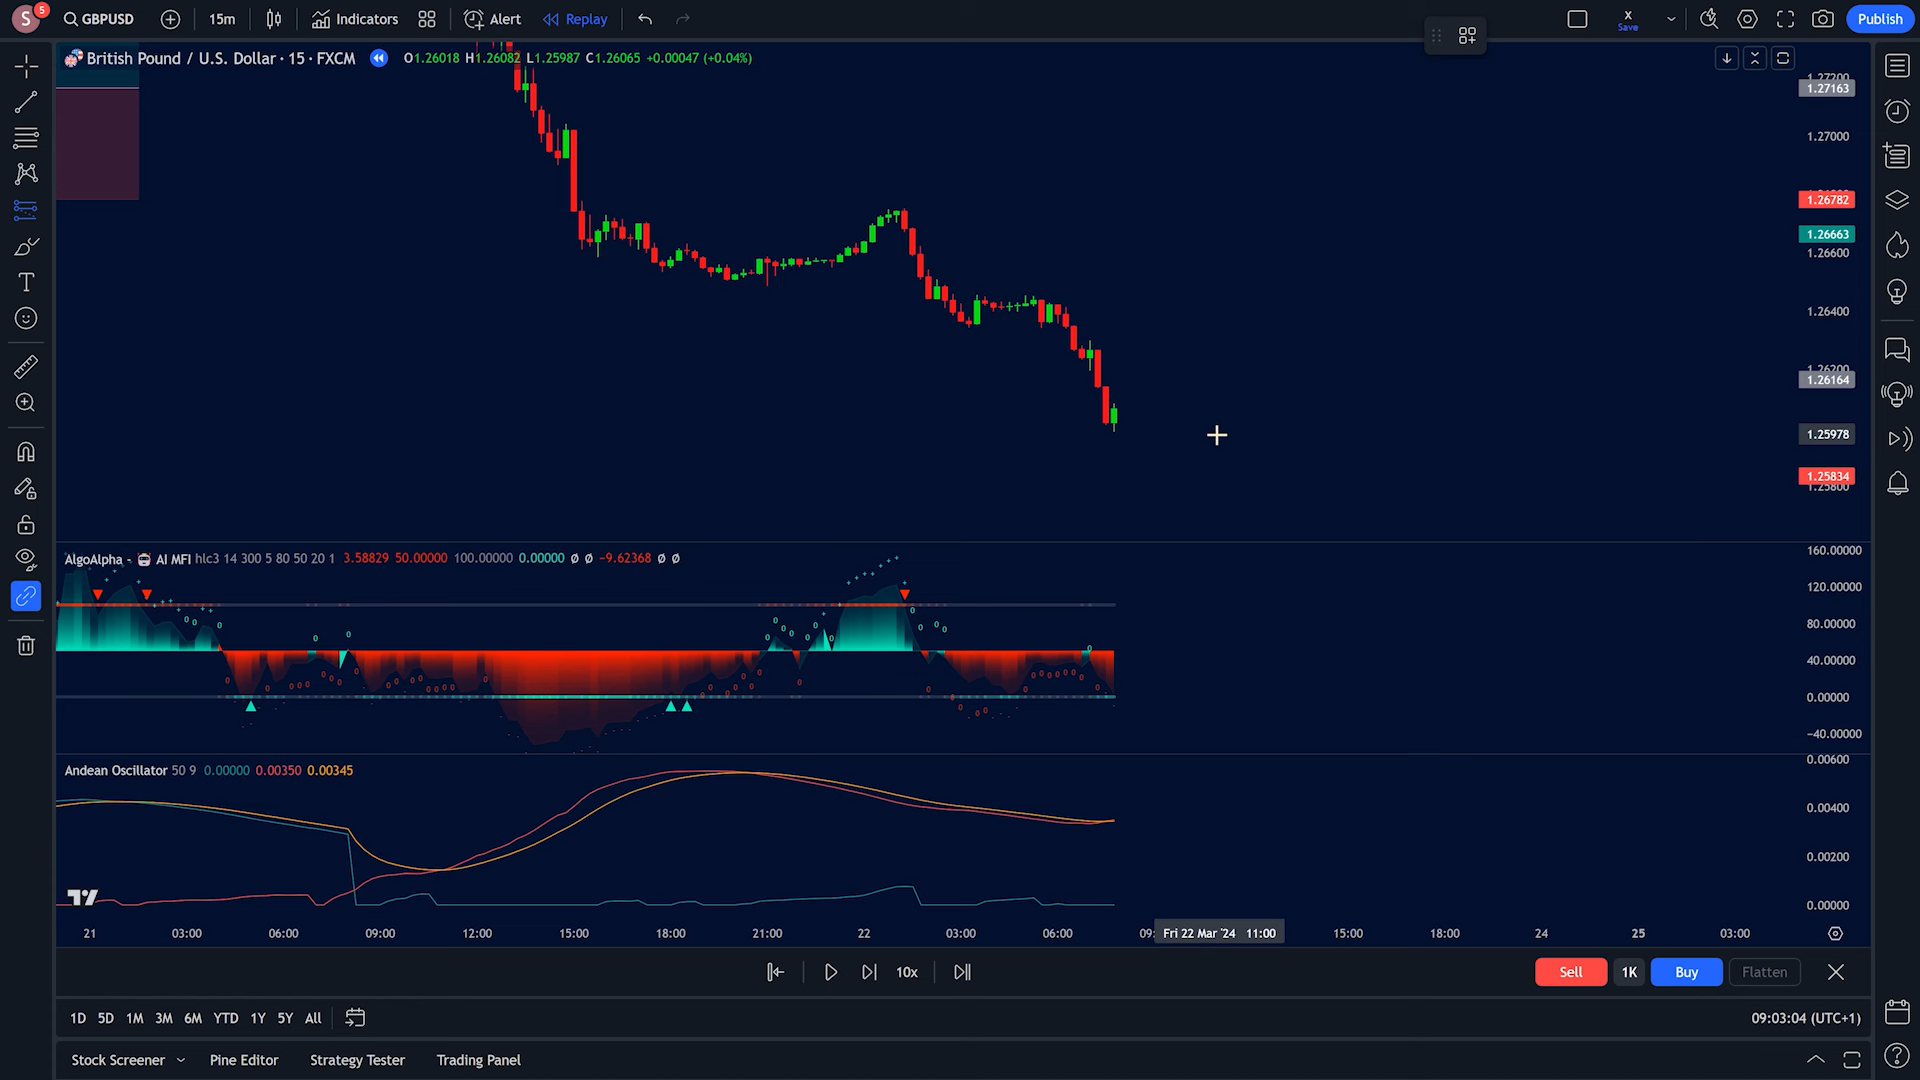 S 5 GBPUSD 15m Indicators Alert Replay X Save Publish
British Pound / U.S. Dollar · 15 · FXCM O1.26018 H1.26082 L1.25987 C1.26065 +0.00047 (+0.04%)
1.27200
1.27163
1.27000
1.26782
1.26663
1.26600
1.26400
1.26200
1.26164
1.25978
1.25834
1.25800
AlgoAlpha - AI MFI hlc3 14 300 5 80 50 20 1 3.58829 50.00000 100.00000 0.00000 ø ø −9.62368 ø ø
160.00000
120.00000
80.00000
40.00000
0.00000
−40.00000
Andean Oscillator 50 9 0.00000 0.00350 0.00345
0.00600
0.00400
0.00200
0.00000
21 03:00 06:00 09:00 12:00 15:00 18:00 21:00 22 03:00 06:00 09: Fri 22 Mar '24 11:00 15:00 18:00 24 25 03:00
10x Sell 1K Buy Flatten
1D 5D 1M 3M 6M YTD 1Y 5Y All 09:03:04 (UTC+1)
Stock Screener Pine Editor Strategy Tester Trading Panel